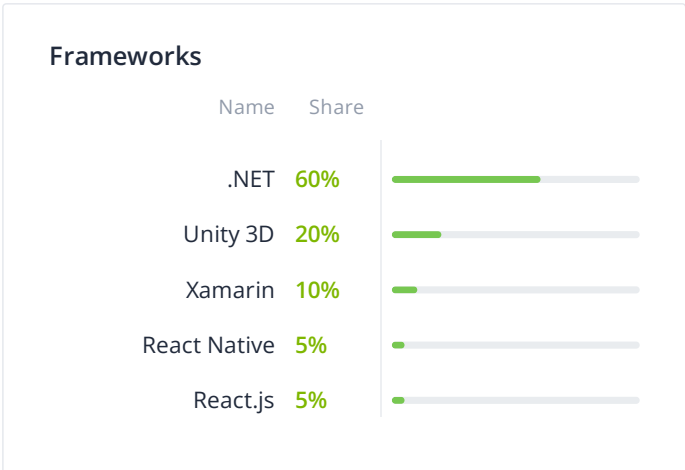 Frameworks
Name Share
.NET 60%
Unity 3D 20%
Xamarin 10%
React Native 5%
React.js 5%